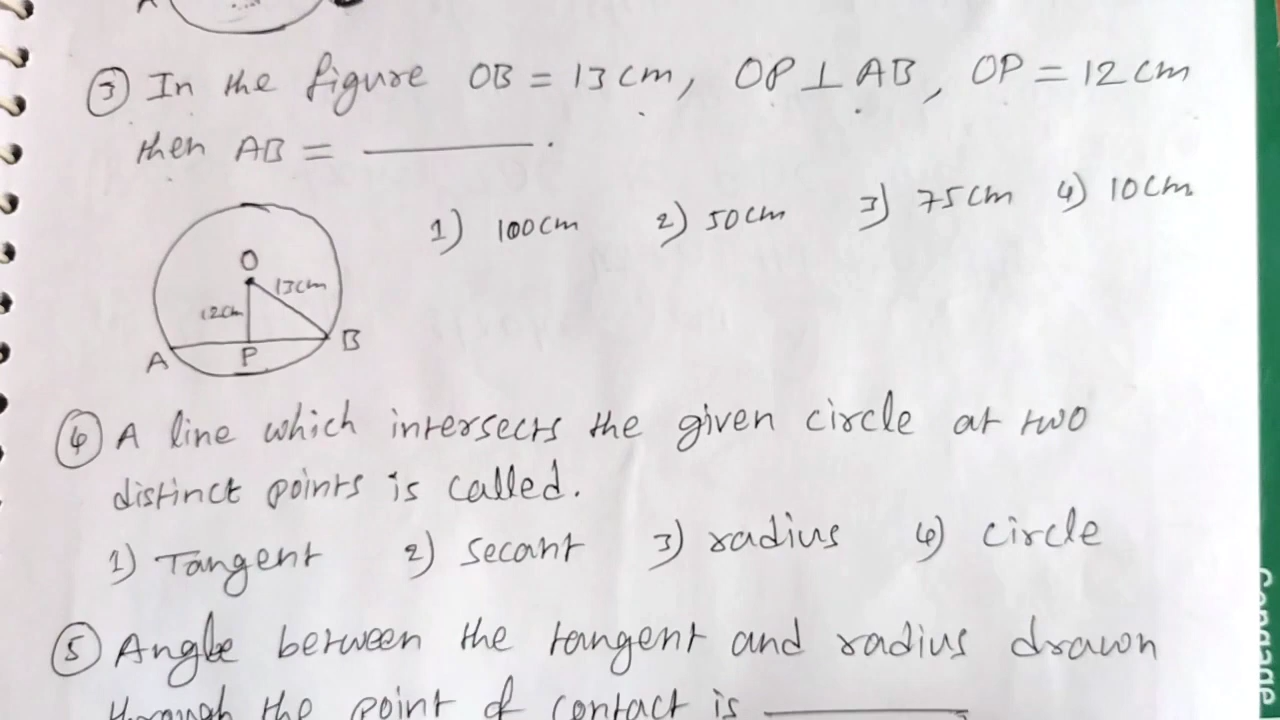 A
③ In the figure OB = 13 cm, OP ⊥ AB, OP = 12 cm
then AB = ________.
1) 100cm 2) 50cm 3) 75cm 4) 10cm
O
13cm
12cm
A P B
④ A line which intersects the given circle at two
distinct points is called.
1) Tangent 2) secant 3) radius 4) circle
⑤ Angle between the tangent and radius drawn
through the point of contact is ________
Cengage